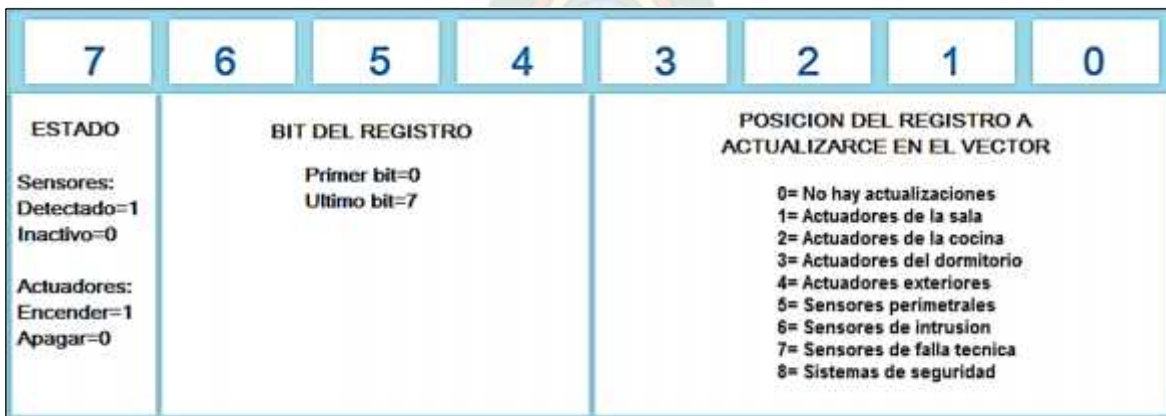 7 6 5 4 3 2 1 0
ESTADO
Sensores:
Detectado=1
Inactivo=0
Actuadores:
Encender=1
Apagar=0
BIT DEL REGISTRO
Primer bit=0
Ultimo bit=7
POSICION DEL REGISTRO A
ACTUALIZARCE EN EL VECTOR
0= No hay actualizaciones
1= Actuadores de la sala
2= Actuadores de la cocina
3= Actuadores del dormitorio
4= Actuadores exteriores
5= Sensores perimetrales
6= Sensores de intrusion
7= Sensores de falla tecnica
8= Sistemas de seguridad